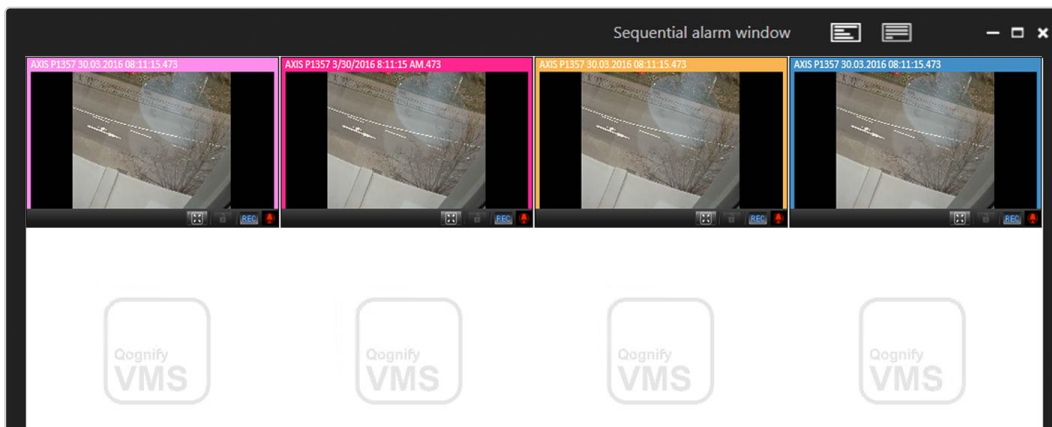 Sequential alarm window
AXIS P1357 30.03.2016 08:11:15.473
AXIS P1357 3/30/2016 8:11:15 AM.473
AXIS P1357 30.03.2016 08:11:15.473
AXIS P1357 30.03.2016 08:11:15.473
REC
REC
REC
REC
Qognify
VMS
Qognify
VMS
Qognify
VMS
Qognify
VMS